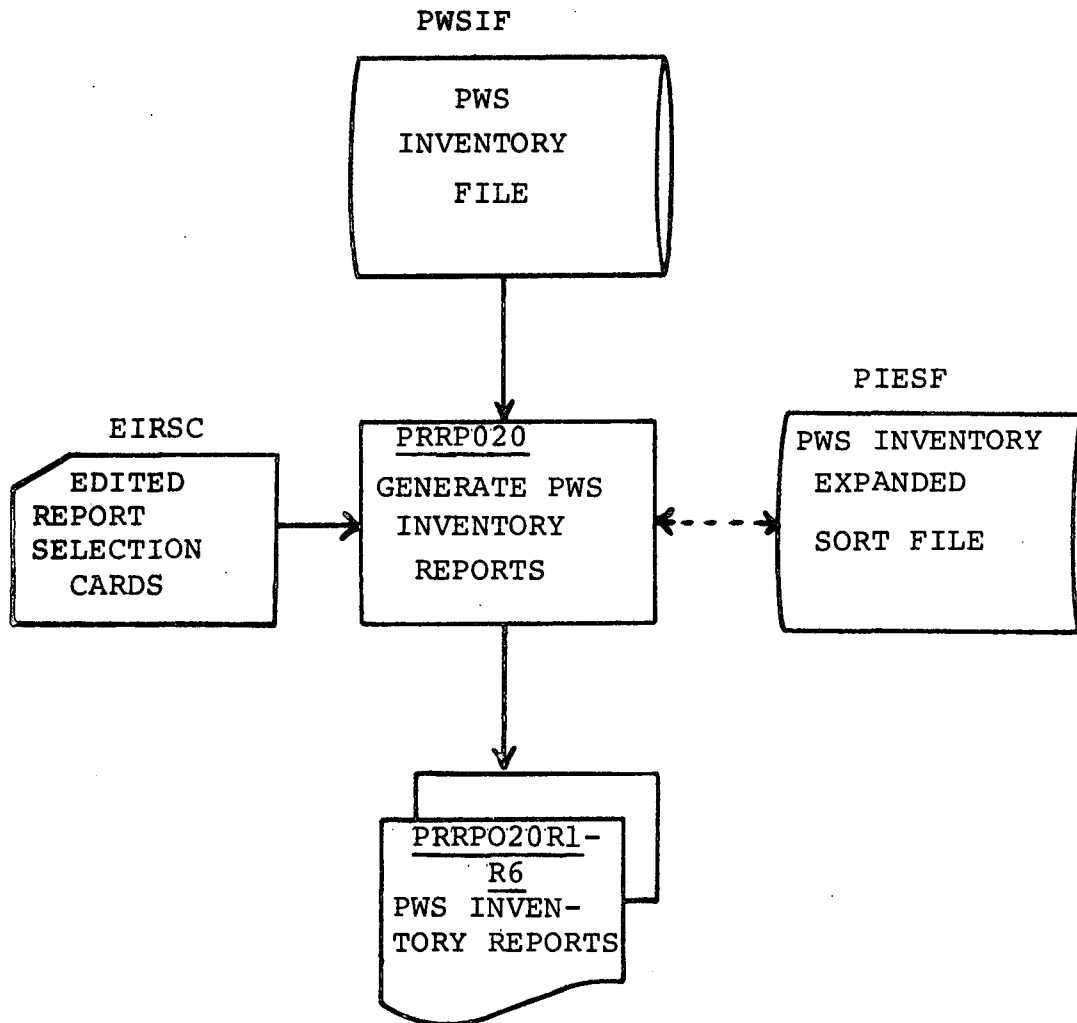 PWSIF
PWS
INVENTORY
FILE
PIESF
PWS INVENTORY
EXPANDED
SORT FILE
EIRSC
EDITED
REPORT
SELECTION
CARDS
PRRP020
GENERATE PWS
INVENTORY
REPORTS
PRRPO20R1-
R6
PWS INVEN-
TORY REPORTS